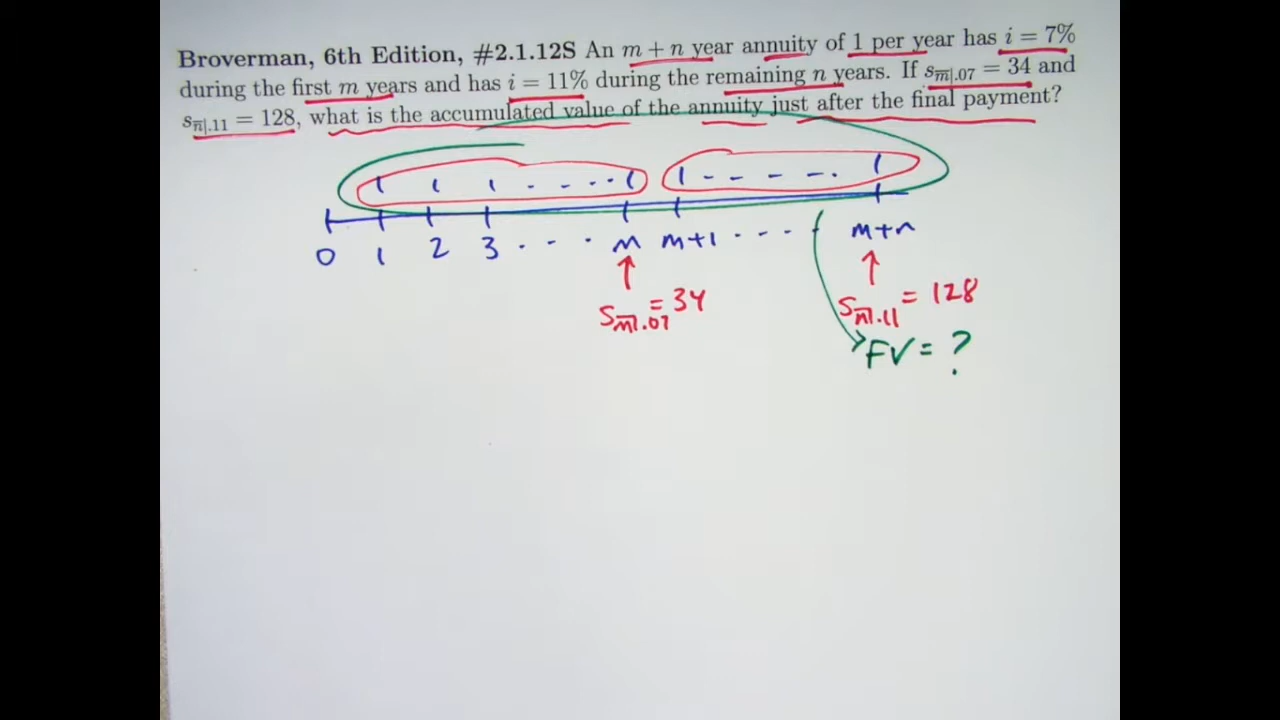 Broverman, 6th Edition, #2.1.12S An m + n year annuity of 1 per year has i = 7%
during the first m years and has i = 11% during the remaining n years. If s_{m̅|.07} = 34 and
s_{n̅|.11} = 128, what is the accumulated value of the annuity just after the final payment?
1 1 1 - - - · · 1 1 - - - - . 1
0 1 2 3 · - - · m m+1 · - - - · m+n
s_{m̅|.07} = 34 s_{n̅|.11} = 128
FV = ?